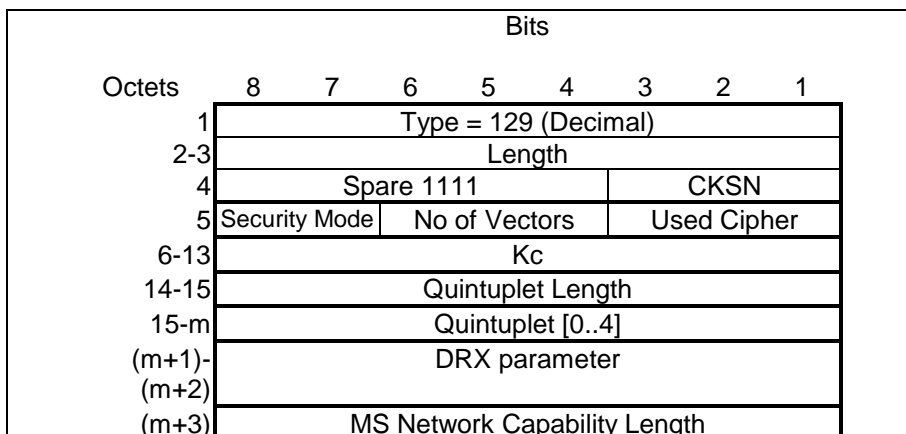 Bits
Octets 8 7 6 5 4 3 2 1
1 Type = 129 (Decimal)
2-3 Length
4 Spare 1111 CKSN
5 Security Mode No of Vectors Used Cipher
6-13 Kc
14-15 Quintuplet Length
15-m Quintuplet [0..4]
(m+1)- DRX parameter
(m+2)
(m+3) MS Network Capability Length